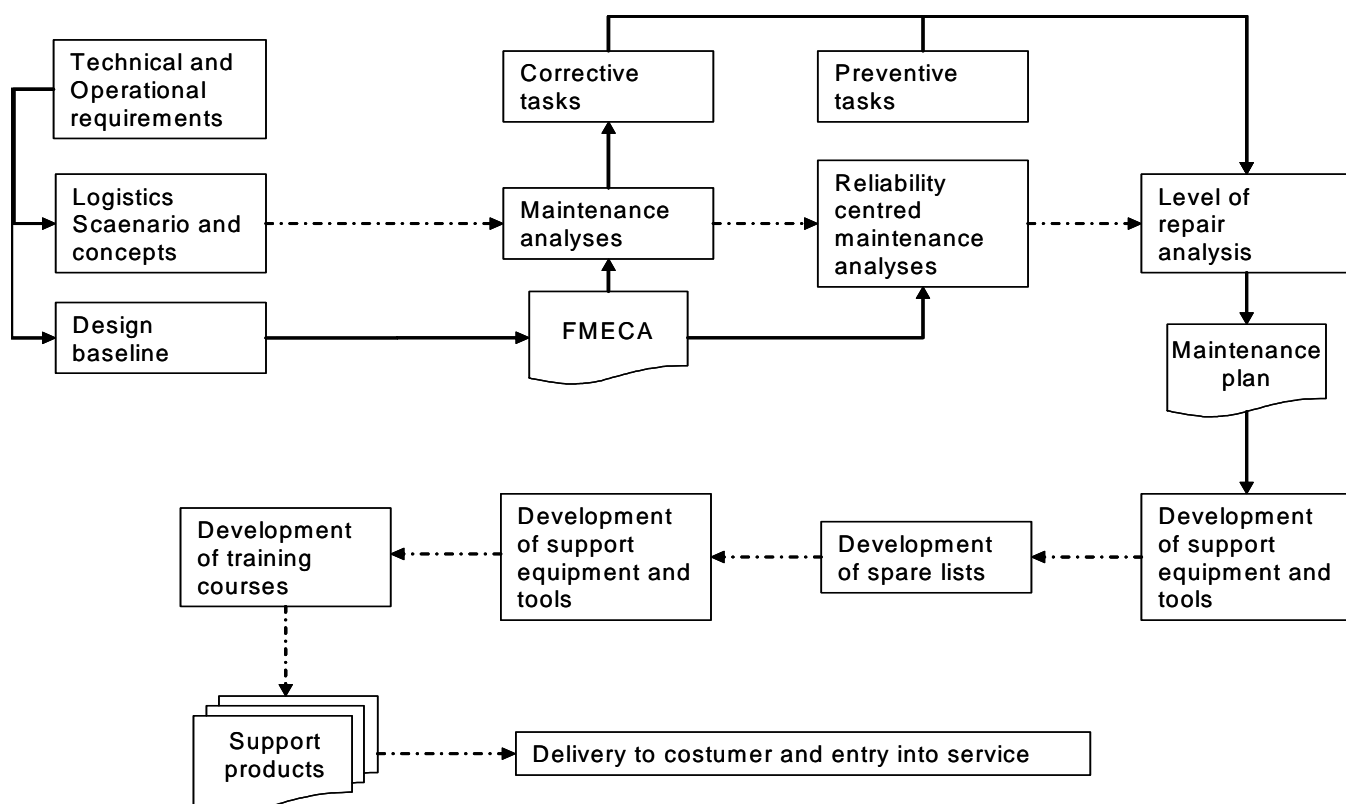 Technical and
Operational
requirements
Corrective
tasks
Preventive
tasks
Logistics
Scaenario and
concepts
Maintenance
analyses
Reliability
centred
maintenance
analyses
Level of
repair
analysis
Design
baseline
FMECA
Maintenance
plan
Development
of training
courses
Development
of support
equipment and
tools
Development
of spare lists
Development
of support
equipment and
tools
Support
products
Delivery to costumer and entry into service